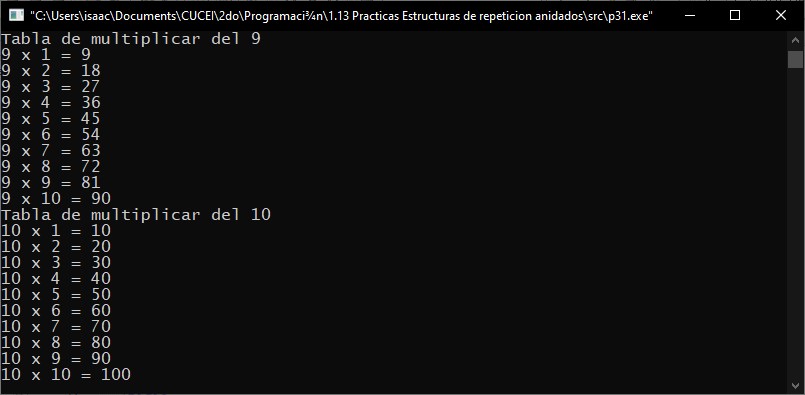 "C:\Users\isaac\Documents\CUCEI\2do\Programaci¾n\1.13 Practicas Estructuras de repeticion anidados\src\p31.exe"
Tabla de multiplicar del 9
9 x 1 = 9
9 x 2 = 18
9 x 3 = 27
9 x 4 = 36
9 x 5 = 45
9 x 6 = 54
9 x 7 = 63
9 x 8 = 72
9 x 9 = 81
9 x 10 = 90
Tabla de multiplicar del 10
10 x 1 = 10
10 x 2 = 20
10 x 3 = 30
10 x 4 = 40
10 x 5 = 50
10 x 6 = 60
10 x 7 = 70
10 x 8 = 80
10 x 9 = 90
10 x 10 = 100